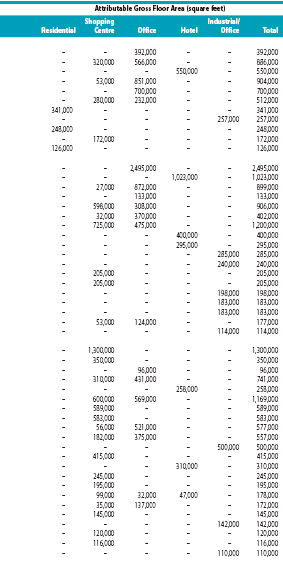 Attributable Gross Floor Area (square feet)
Shopping Industrial/
Residential Centre Office Hotel Office Total
– – 392,000 – – 392,000
– 320,000 566,000 – – 886,000
– – – 550,000 – 550,000
– 53,000 851,000 – – 904,000
– – 700,000 – – 700,000
– 280,000 232,000 – – 512,000
341,000 – – – – 341,000
– – – – 257,000 257,000
248,000 – – – – 248,000
– 172,000 – – – 172,000
126,000 – – – – 126,000
– – 2,495,000 – – 2,495,000
– – – 1,023,000 – 1,023,000
– 27,000 872,000 – – 899,000
– – 133,000 – – 133,000
– 598,000 308,000 – – 906,000
– 32,000 370,000 – – 402,000
– 725,000 475,000 – – 1,200,000
– – – 400,000 – 400,000
– – – 295,000 – 295,000
– – – – 285,000 285,000
– – – – 240,000 240,000
– 205,000 – – – 205,000
– 205,000 – – – 205,000
– – – – 198,000 198,000
– – – – 183,000 183,000
– – – – 183,000 183,000
– 53,000 124,000 – – 177,000
– – – – 114,000 114,000
– 1,300,000 – – – 1,300,000
– 350,000 – – – 350,000
– – 96,000 – – 96,000
– 310,000 431,000 – – 741,000
– – – 258,000 – 258,000
– 600,000 569,000 – – 1,169,000
– 589,000 – – – 589,000
– 583,000 – – – 583,000
– 56,000 521,000 – – 577,000
– 182,000 375,000 – – 557,000
– – – – 500,000 500,000
– 415,000 – – – 415,000
– – – 310,000 – 310,000
– 245,000 – – – 245,000
– 195,000 – – – 195,000
– 99,000 32,000 47,000 – 178,000
– 35,000 137,000 – – 172,000
– 145,000 – – – 145,000
– – – – 142,000 142,000
– 120,000 – – – 120,000
– 116,000 – – – 116,000
– – – – 110,000 110,000